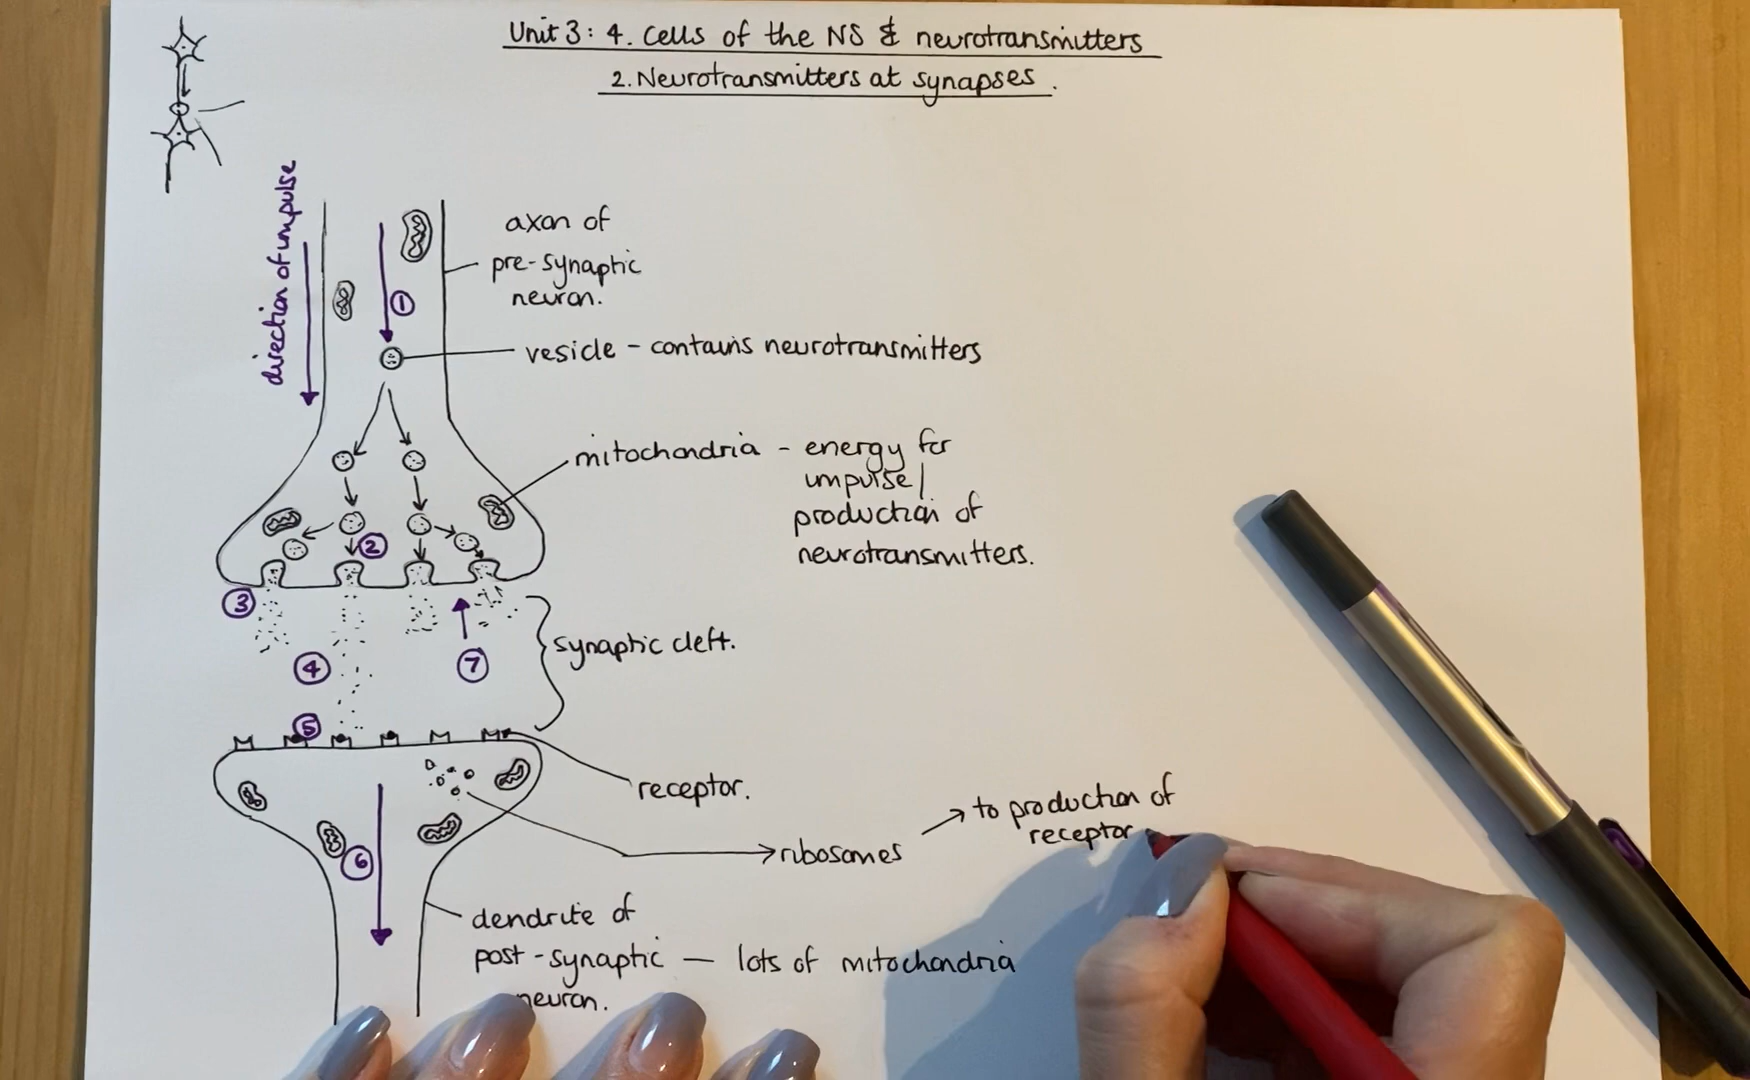 Unit 3: 4. Cells of the NS & neurotransmitters
2. Neurotransmitters at synapses.
direction of impulse
axon of
pre-synaptic
neuron.
1
vesicle - contains neurotransmitters
mitochondria - energy for
impulse/
production of
neurotransmitters.
2
3
synaptic cleft.
4
7
5
receptor.
to production of
receptor
ribosomes
6
dendrite of
post-synaptic — lots of mitochondria
neuron.